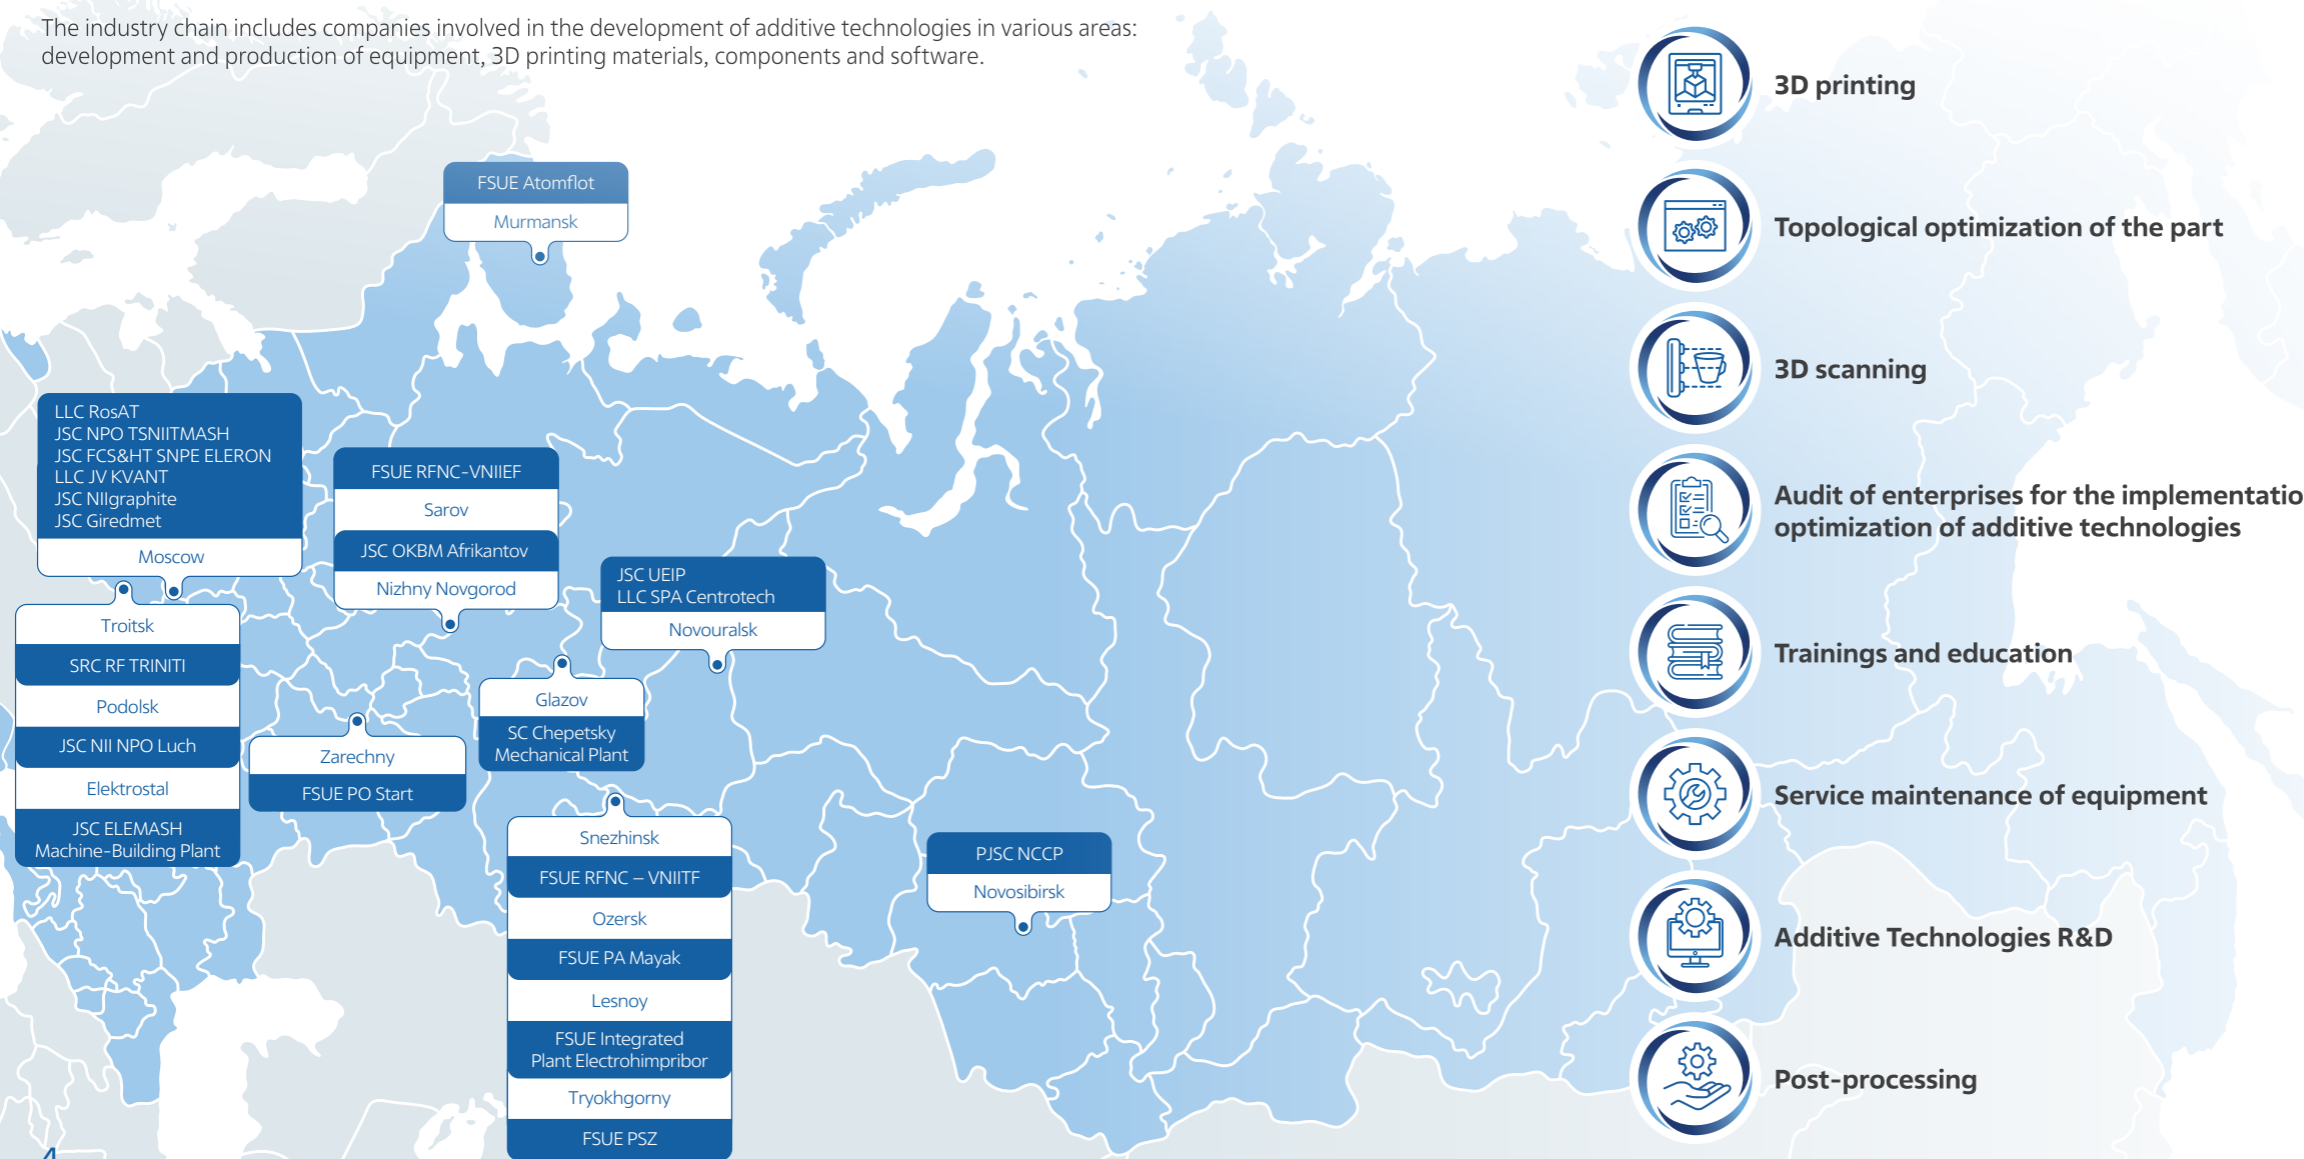 The industry chain includes companies involved in the development of additive technologies in various areas:
development and production of equipment, 3D printing materials, components and software.
FSUE Atomflot
Murmansk
LLC RosAT
JSC NPO TSNIITMASH
JSC FCS&HT SNPE ELERON
LLC JV KVANT
JSC NIIgraphite
JSC Giredmet
Moscow
Troitsk
SRC RF TRINITI
Podolsk
JSC NII NPO Luch
Elektrostal
JSC ELEMASH
Machine-Building Plant
FSUE RFNC-VNIIEF
Sarov
JSC OKBM Afrikantov
Nizhny Novgorod
Zarechny
FSUE PO Start
JSC UEIP
LLC SPA Centrotech
Novouralsk
Glazov
SC Chepetsky
Mechanical Plant
Snezhinsk
FSUE RFNC – VNIITF
Ozersk
FSUE PA Mayak
Lesnoy
FSUE Integrated
Plant Electrohimpribor
Tryokhgorny
FSUE PSZ
PJSC NCCP
Novosibirsk
3D printing
Topological optimization of the part
3D scanning
Audit of enterprises for the implementatio
optimization of additive technologies
Trainings and education
Service maintenance of equipment
Additive Technologies R&D
Post-processing